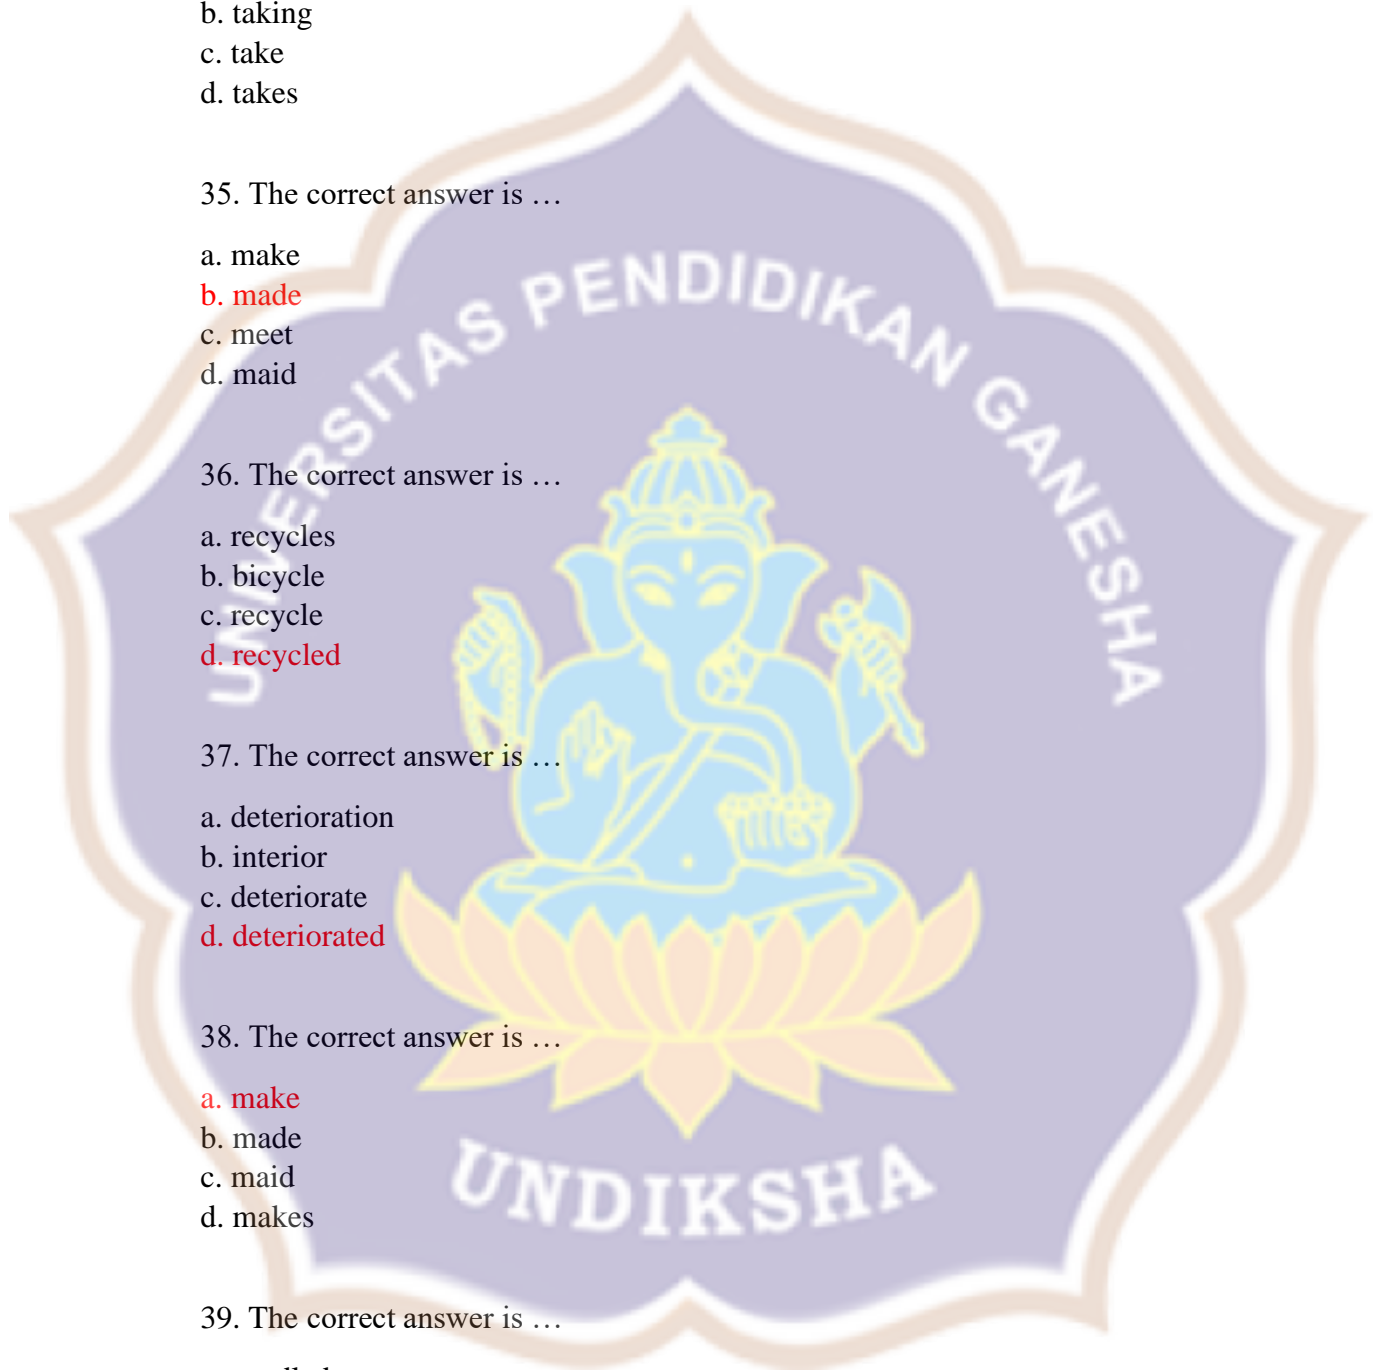 b. taking
c. take
d. takes
35. The correct answer is …
a. make
b. made
c. meet
d. maid
36. The correct answer is …
a. recycles
b. bicycle
c. recycle
d. recycled
37. The correct answer is …
a. deterioration
b. interior
c. deteriorate
d. deteriorated
38. The correct answer is …
a. make
b. made
c. maid
d. makes
39. The correct answer is …
UNIVERSITAS PENDIDIKAN GANESHA
UNDIKSHA